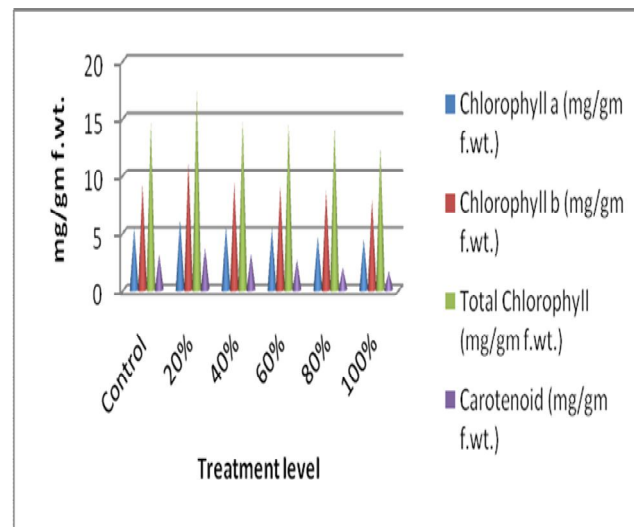 20
15
10
5
0
mg/gm f.wt.
Control
20%
40%
60%
80%
100%
Treatment level
Chlorophyll a (mg/gm
f.wt.)
Chlorophyll b (mg/gm
f.wt.)
Total Chlorophyll
(mg/gm f.wt.)
Carotenoid (mg/gm
f.wt.)